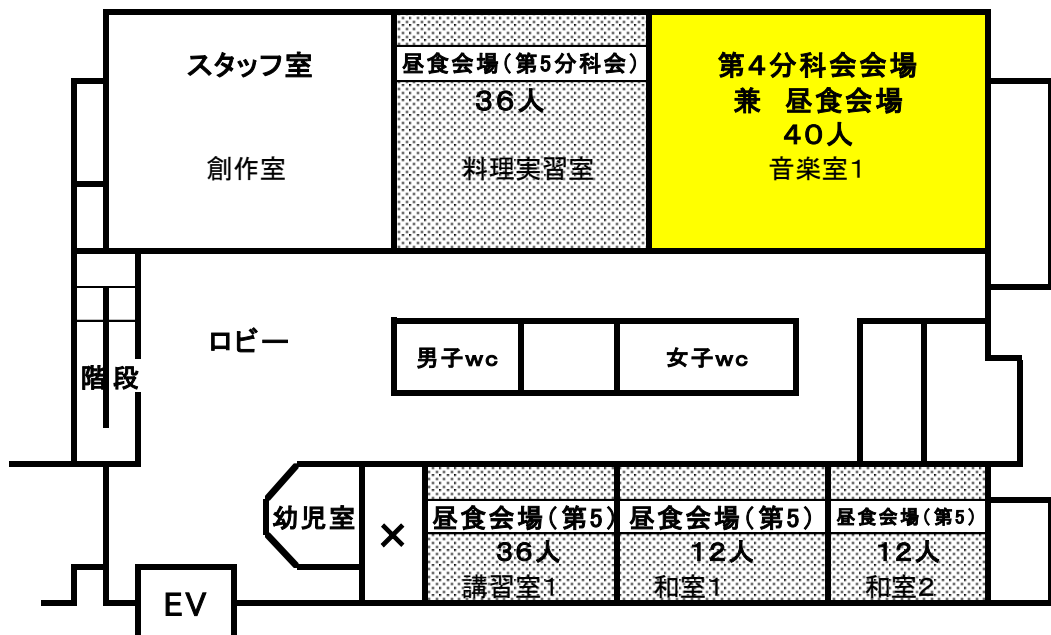 スタッフ室
創作室
昼食会場(第5分科会)
36人
料理実習室
第4分科会会場
兼　昼食会場
40人
音楽室1
ロビー
男子wc
女子wc
階段
幼児室
×
昼食会場(第5)
36人
講習室1
昼食会場(第5)
12人
和室1
昼食会場(第5)
12人
和室2
EV